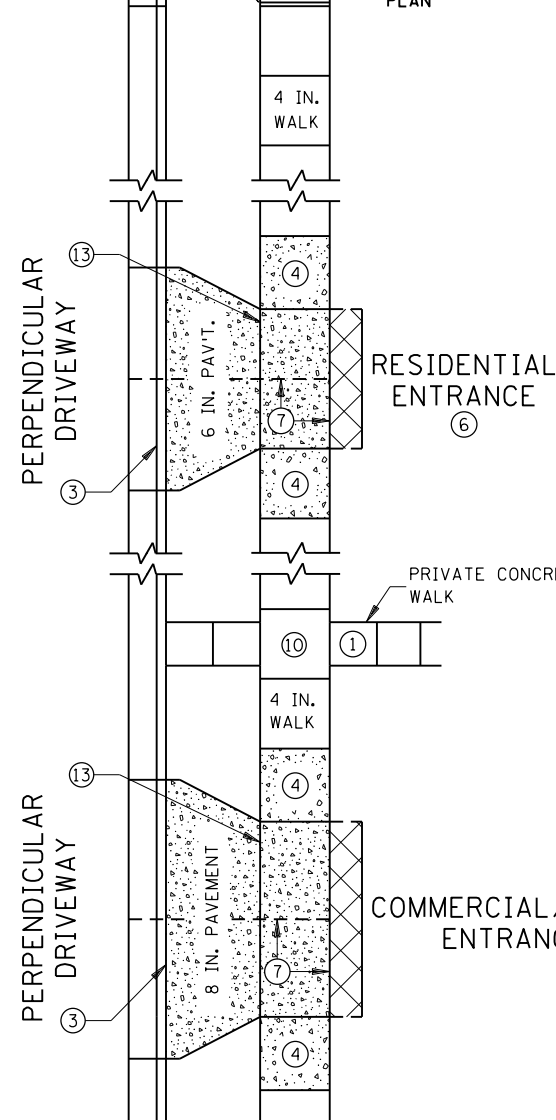 PLAN
4 IN.
WALK
13
4
PERPENDICULAR
DRIVEWAY
6 IN. PAV'T.
RESIDENTIAL
ENTRANCE
6
7
3
4
PRIVATE CONCRE
WALK
10
1
4 IN.
WALK
13
4
PERPENDICULAR
DRIVEWAY
8 IN. PAVEMENT
COMMERCIAL/
ENTRANC
7
3
4